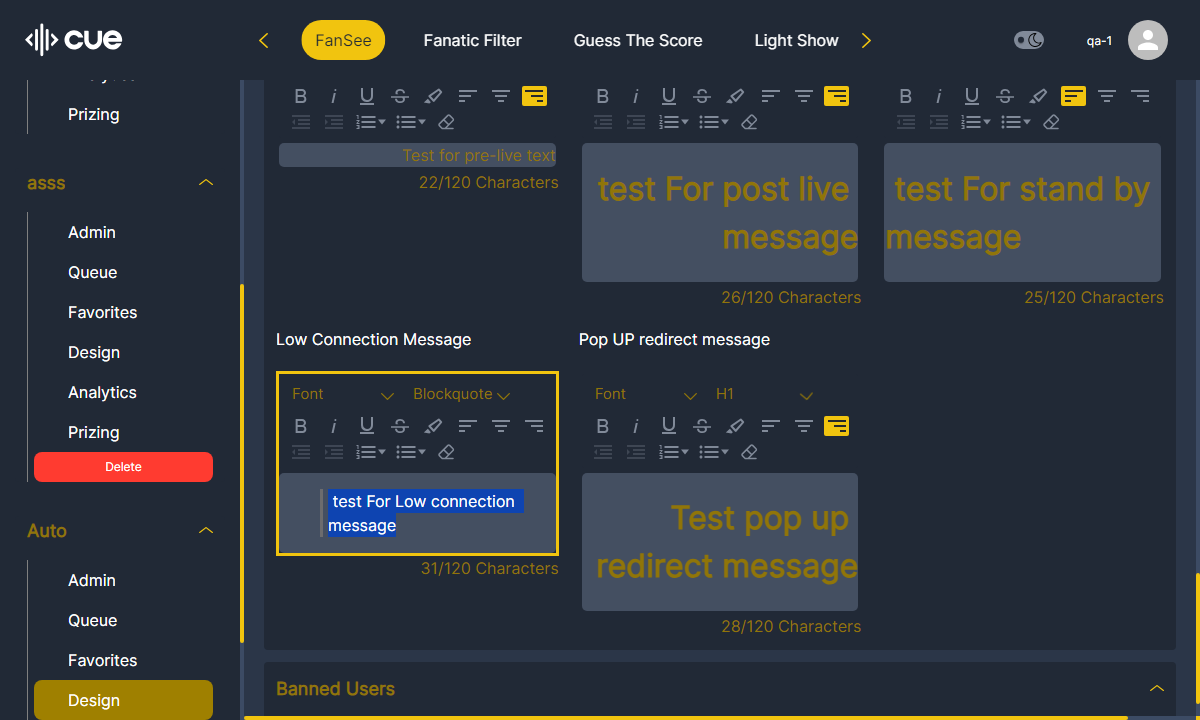 cue
FanSee
Fanatic Filter
Guess The Score
Light Show
qa-1
Prizing
asss
Admin
Queue
Favorites
Design
Analytics
Prizing
Delete
Auto
Admin
Queue
Favorites
Design
Test for pre-live text
22/120 Characters
test For post live
message
26/120 Characters
test For stand by
message
25/120 Characters
Low Connection Message
Font
Blockquote
test For Low connection
message
31/120 Characters
Pop UP redirect message
Font
H1
Test pop up
redirect message
28/120 Characters
Banned Users